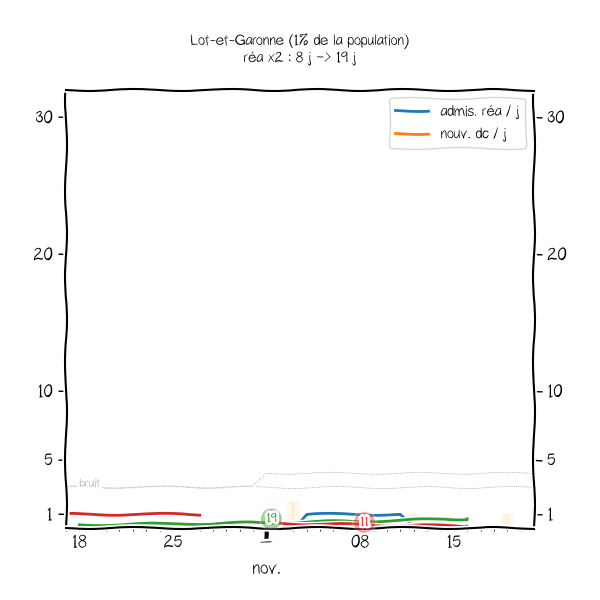 Lot-et-Garonne (1% de la population)
réa x2 : 8 j -> 19 j
admis. réa / j
nouv. dc / j
30
30
20
20
10
10
5
5
bruit
1
1
19
11
18
25
1
08
15
nov.